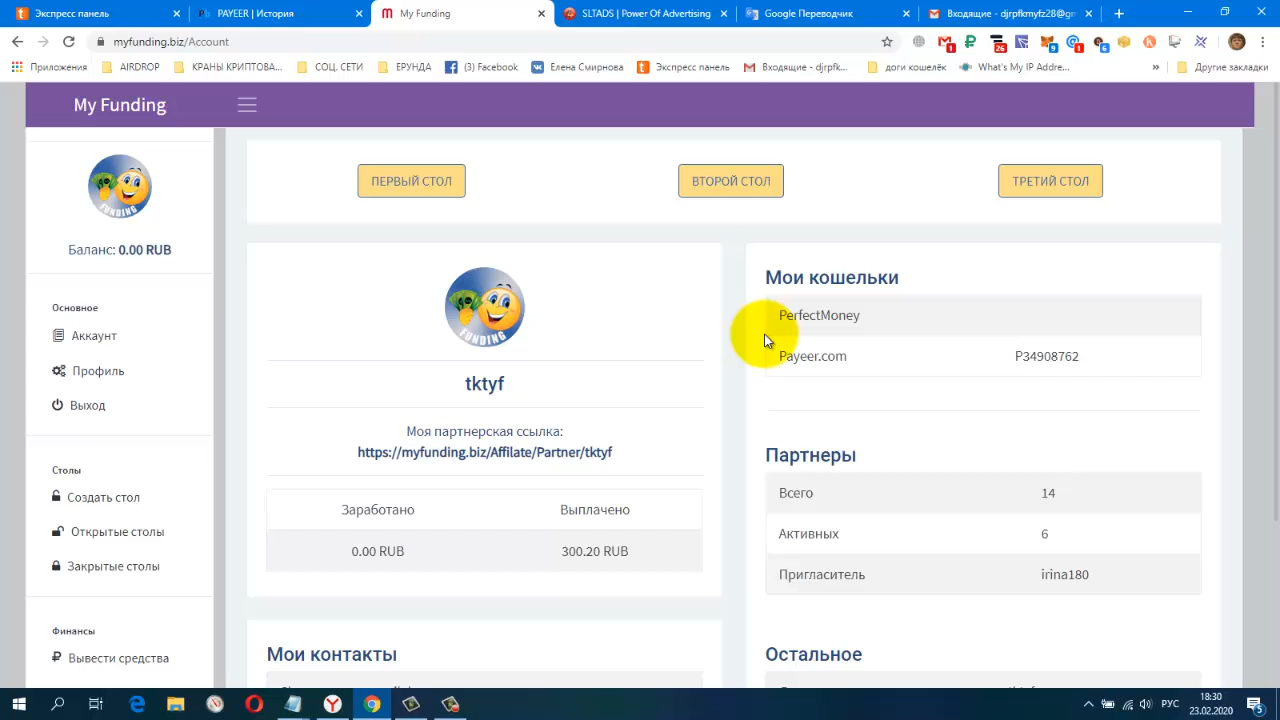 Экспресс панель
PAYEER | История
My Funding
SLTADS | Power Of Advertising
Google Переводчик
Входящие - djrpfkmyfz28@gm
myfunding.biz/Account
Приложения
AIRDROP
КРАНЫ КРИПТОВА...
СОЦ. СЕТИ
ЕРУНДА
(3) Facebook
Елена Смирнова
Экспресс панель
Входящие - djrpfk...
доги кошелёк
What's My IP Addre...
»
Другие закладки
My Funding
ПЕРВЫЙ СТОЛ
ВТОРОЙ СТОЛ
ТРЕТИЙ СТОЛ
FUNDING
Баланс: 0.00 RUB
Основное
Аккаунт
Профиль
Выход
Столы
Создать стол
Открытые столы
Закрытые столы
Финансы
Вывести средства
FUNDING
tktyf
Моя партнерская ссылка:
https://myfunding.biz/Affilate/Partner/tktyf
Заработано Выплачено
0.00 RUB 300.20 RUB
Мои контакты
Мои кошельки
PerfectMoney
Payeer.com P34908762
Партнеры
Всего 14
Активных 6
Пригласитель irina180
Остальное
РУС
18:30
23.02.2020